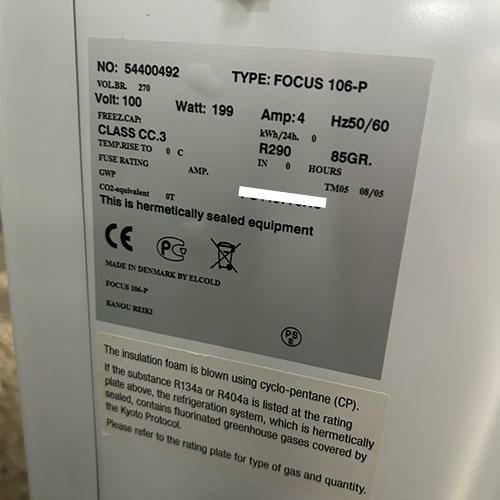 NO: 54400492 TYPE: FOCUS 106-P
VOL.BR. 270
Volt: 100 Watt: 199 Amp: 4 Hz50/60
FREEZ.CAP: kWh/24h. 0
CLASS CC.3 R290 85GR.
TEMP.RISE TO 0 C IN 0 HOURS
FUSE RATING AMP. TM05 08/05
GWP
CO2-equivalent 0T
This is hermetically sealed equipment
CE PG
MADE IN DENMARK BY ELCOLD
FOCUS 106-P
KANOU REIKI
PS
E
The insulation foam is blown using cyclo-pentane (CP).
If the substance R134a or R404a is listed at the rating
plate above, the refrigeration system, which is hermetically
sealed, contains fluorinated greenhouse gases covered by
the Kyoto Protocol.
Please refer to the rating plate for type of gas and quantity.